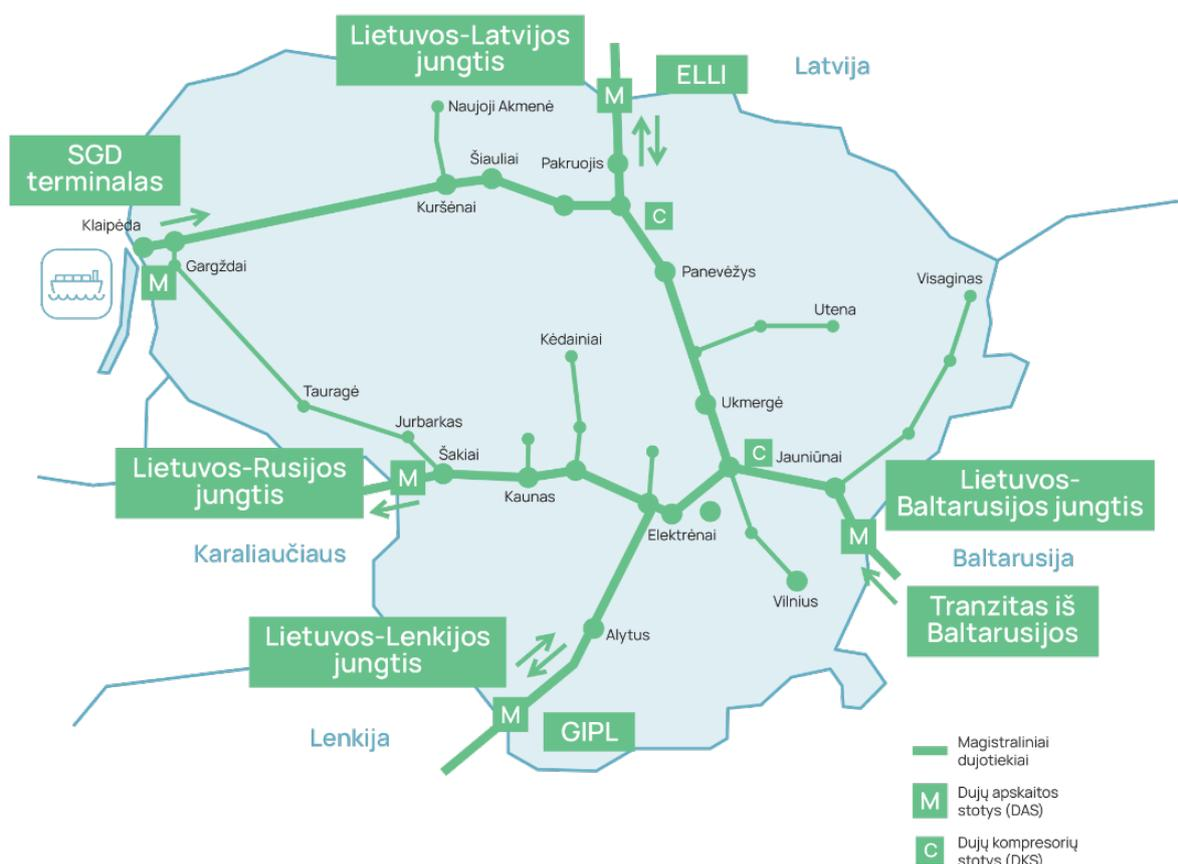 Lietuvos-Latvijos
jungtis
ELLI
Latvija
M
Naujoji Akmenė
SGD
terminalas
Šiauliai
Pakruojis
Kuršėnai
C
Klaipėda
Gargždai
M
Panevėžys
Visaginas
Utena
Kėdainiai
Tauragė
Ukmergė
Jurbarkas
Šakiai
C
Jauniūnai
Lietuvos-Rusijos
jungtis
M
Kaunas
Lietuvos-
Baltarusijos jungtis
Elektrėnai
M
Karaliaučiaus
Baltarusija
Vilnius
Tranzitas iš
Baltarusijos
Lietuvos-Lenkijos
jungtis
Alytus
M
GIPL
Lenkija
Magistraliniai
dujotiekiai
M
Dujų apskaitos
stotys (DAS)
C
Dujų kompresorių
stotys (DKS)